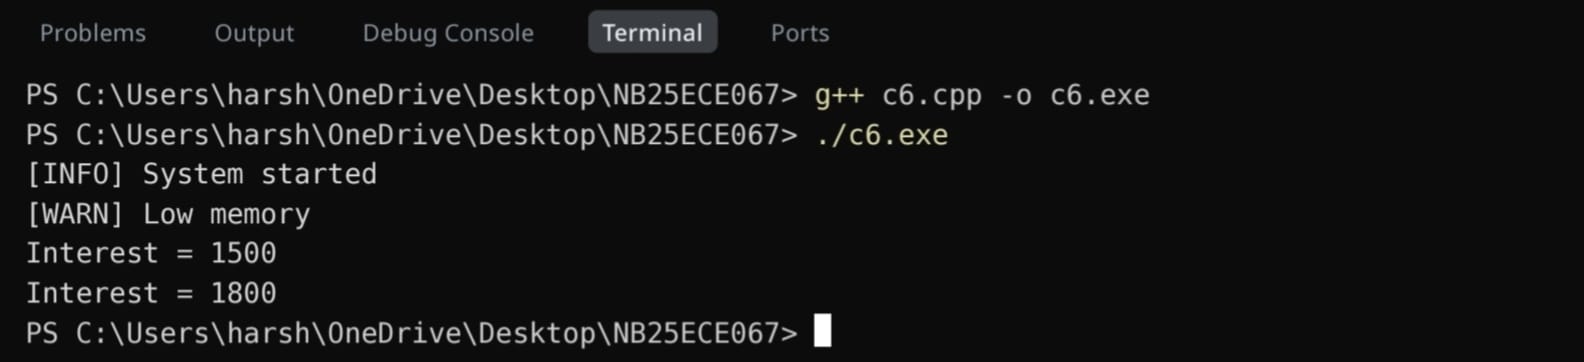 Problems Output Debug Console Terminal Ports
PS C:\Users\harsh\OneDrive\Desktop\NB25ECE067> g++ c6.cpp -o c6.exe
PS C:\Users\harsh\OneDrive\Desktop\NB25ECE067> ./c6.exe
[INFO] System started
[WARN] Low memory
Interest = 1500
Interest = 1800
PS C:\Users\harsh\OneDrive\Desktop\NB25ECE067>